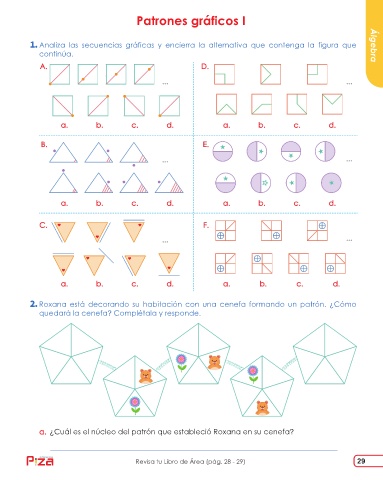 Patrones gráficos I
Álgebra
1. Analiza las secuencias gráficas y encierra la alternativa que contenga la figura que
continúa.
A.
D.
...
...
a. b. c. d.
a. b. c. d.
B.
E.
...
...
a. b. c. d.
a. b. c. d.
C.
F.
...
...
a. b. c. d.
a. b. c. d.
2. Roxana está decorando su habitación con una cenefa formando un patrón. ¿Cómo
quedará la cenefa? Complétala y responde.
a. ¿Cuál es el núcleo del patrón que estableció Roxana en su cenefa?
Revisa tu Libro de Área (pág. 28 - 29)
29